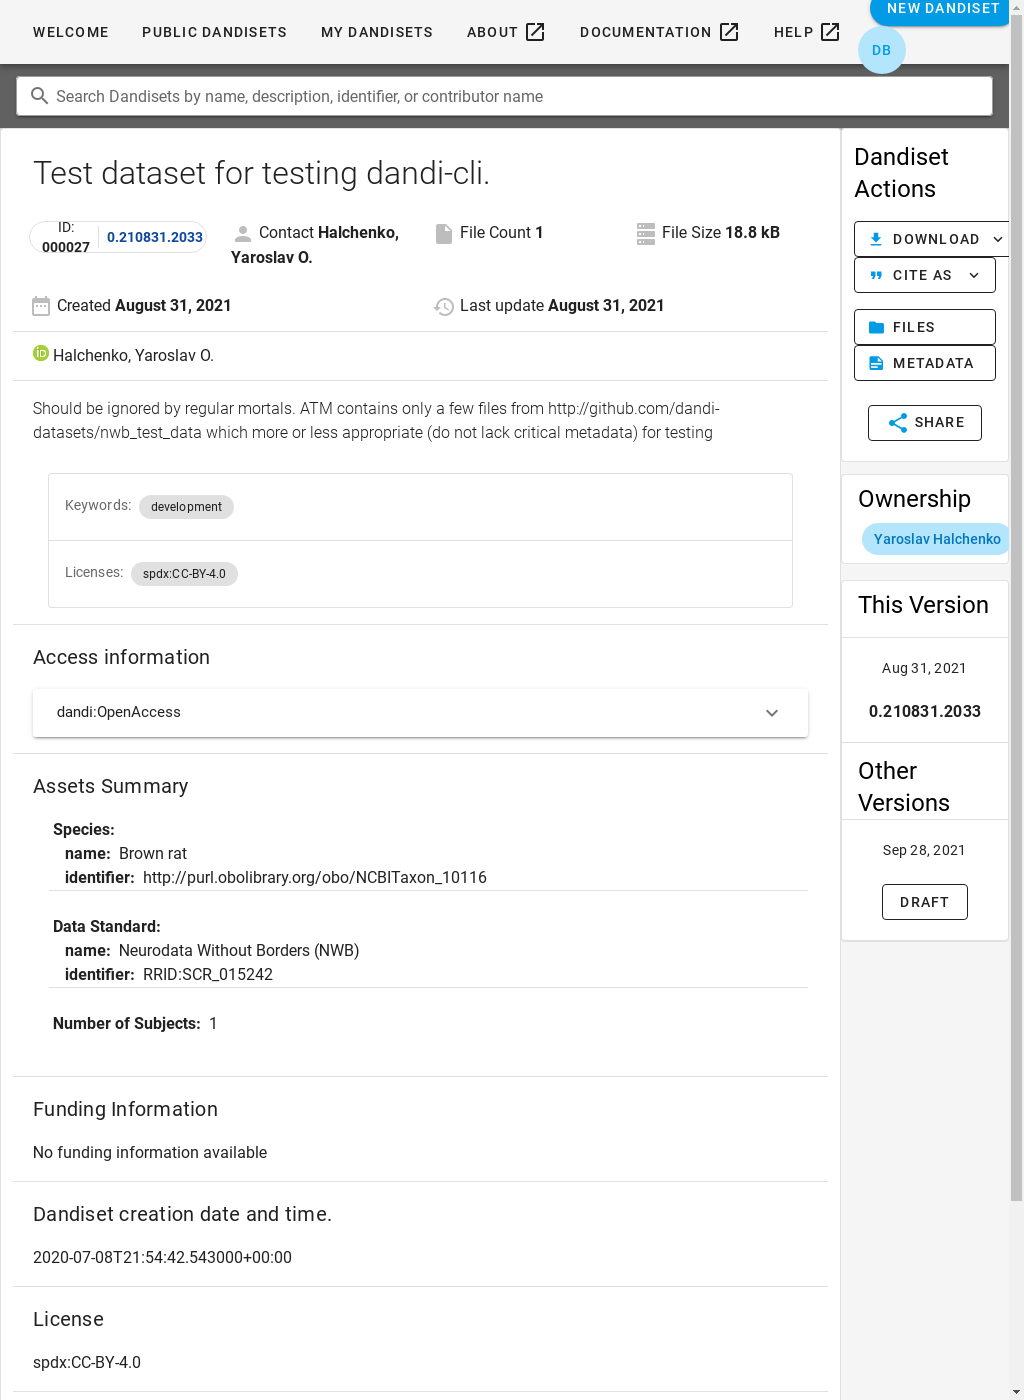 WELCOME PUBLIC DANDISETS MY DANDISETS ABOUT DOCUMENTATION HELP NEW DANDISET
DB
Search Dandisets by name, description, identifier, or contributor name
Test dataset for testing dandi-cli.
ID: 000027 0.210831.2033
Contact Halchenko, Yaroslav O.
File Count 1
File Size 18.8 kB
Created August 31, 2021
Last update August 31, 2021
Halchenko, Yaroslav O.
Should be ignored by regular mortals. ATM contains only a few files from http://github.com/dandi-
datasets/nwb_test_data which more or less appropriate (do not lack critical metadata) for testing
Keywords: development
Licenses: spdx:CC-BY-4.0
Access information
dandi:OpenAccess
Assets Summary
Species:
name: Brown rat
identifier: http://purl.obolibrary.org/obo/NCBITaxon_10116
Data Standard:
name: Neurodata Without Borders (NWB)
identifier: RRID:SCR_015242
Number of Subjects: 1
Funding Information
No funding information available
Dandiset creation date and time.
2020-07-08T21:54:42.543000+00:00
License
spdx:CC-BY-4.0
Dandiset
Actions
DOWNLOAD
CITE AS
FILES
METADATA
SHARE
Ownership
Yaroslav Halchenko
This Version
Aug 31, 2021
0.210831.2033
Other
Versions
Sep 28, 2021
DRAFT